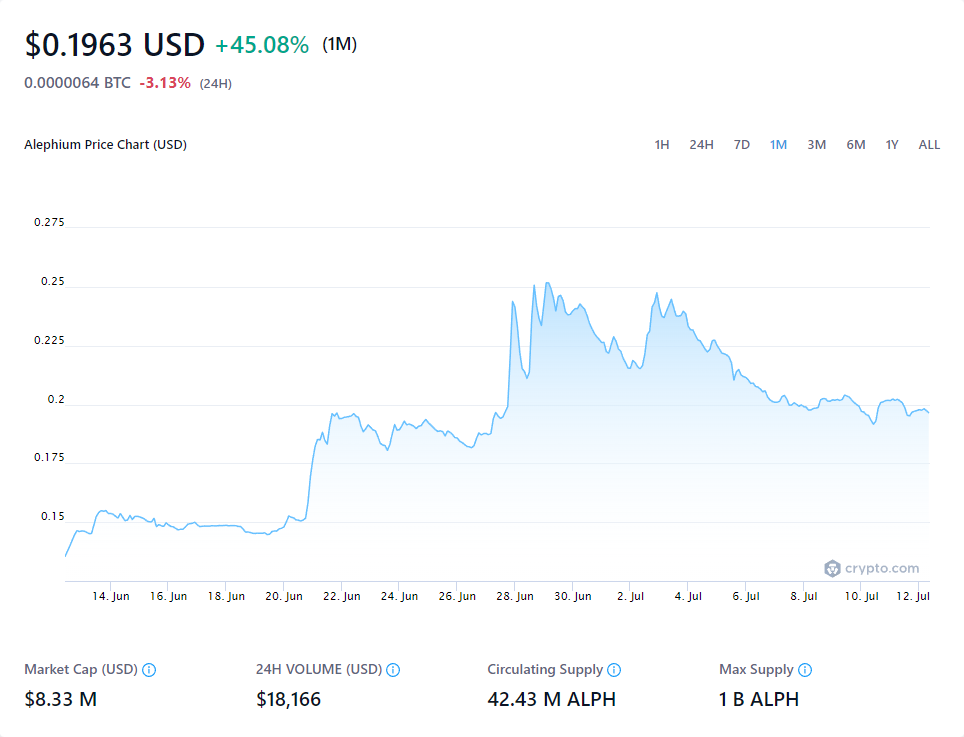 $0.1963 USD +45.08% (1M)
0.0000064 BTC -3.13% (24H)
Alephium Price Chart (USD) 1H 24H 7D 1M 3M 6M 1Y ALL
0.275
0.25
0.225
0.2
0.175
0.15
crypto.com
14. Jun 16. Jun 18. Jun 20. Jun 22. Jun 24. Jun 26. Jun 28. Jun 30. Jun 2. Jul 4. Jul 6. Jul 8. Jul 10. Jul 12. Jul
Market Cap (USD) 24H VOLUME (USD) Circulating Supply Max Supply
$8.33 M $18,166 42.43 M ALPH 1 B ALPH